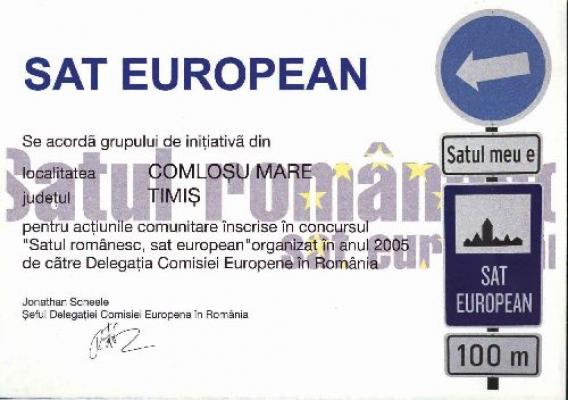 SAT EUROPEAN
Se acordă grupului de inițiativă din
localitatea COMLOȘU MARE
județul TIMIȘ
pentru acțiunile comunitare înscrise în concursul
"Satul românesc, sat european"organizat în anul 2005
de către Delegația Comisiei Europene în România
Jonathan Scheele
Șeful Delegației Comisiei Europene în România
Satul meu e
SAT
EUROPEAN
100 m